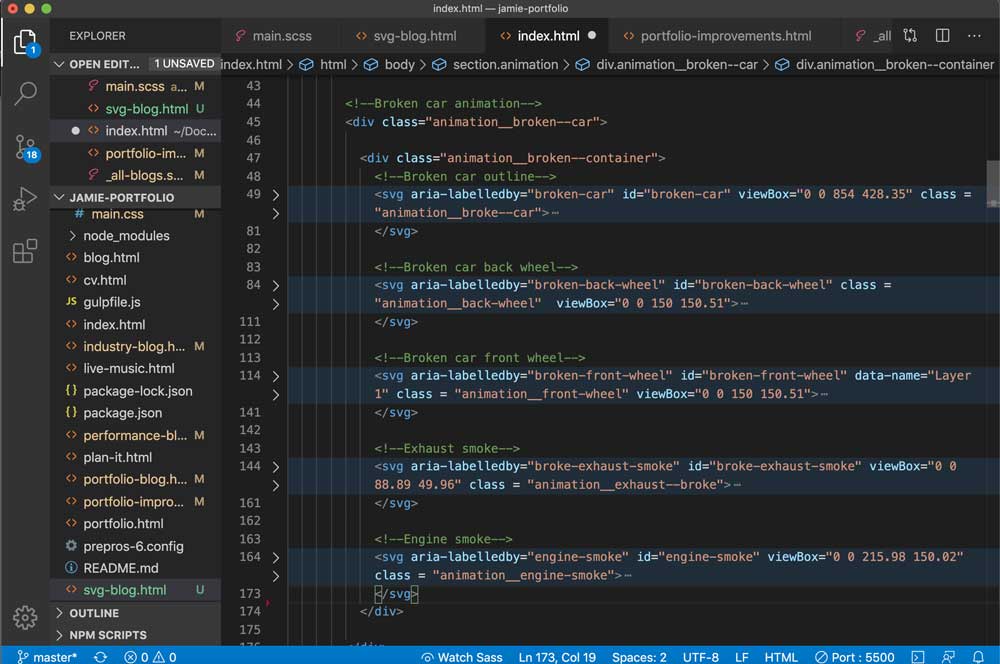 index.html — jamie-portfolio
EXPLORER
main.scss
svg-blog.html
index.html
portfolio-improvements.html
_all
OPEN EDIT... 1 UNSAVED
index.html > html > body > section.animation > div.animation__broken--car > div.animation__broken--container
main.scss a... M
svg-blog.html U
index.html ~/Doc...
portfolio-im... M
_all-blogs.s... M
JAMIE-PORTFOLIO
# main.css M
node_modules
blog.html
cv.html
JS gulpfile.js
index.html
industry-blog.h... M
live-music.html
{} package-lock.json
{} package.json
performance-bl... M
plan-it.html
portfolio-blog.h... M
portfolio-impro... M
portfolio.html
prepros-6.config
README.md
svg-blog.html U
OUTLINE
NPM SCRIPTS
1
18
43
44 <!--Broken car animation-->
45 <div class="animation__broken--car">
46
47 <div class="animation__broken--container">
48 <!--Broken car outline-->
49 <svg aria-labelledby="broken-car" id="broken-car" viewBox="0 0 854 428.35" class =
"animation__broke--car">⋯
81 </svg>
82
83 <!--Broken car back wheel-->
84 <svg aria-labelledby="broken-back-wheel" id="broken-back-wheel" class =
"animation__back-wheel"  viewBox="0 0 150 150.51">⋯
111 </svg>
112
113 <!--Broken car front wheel-->
114 <svg aria-labelledby="broken-front-wheel" id="broken-front-wheel" data-name="Layer
1" class = "animation__front-wheel" viewBox="0 0 150 150.51">⋯
141 </svg>
142
143 <!--Exhaust smoke-->
144 <svg aria-labelledby="broke-exhaust-smoke" id="broke-exhaust-smoke" viewBox="0 0
88.89 49.96" class = "animation__exhaust--broke">⋯
161 </svg>
162
163 <!--Engine smoke-->
164 <svg aria-labelledby="engine-smoke" id="engine-smoke" viewBox="0 0 215.98 150.02"
class = "animation__engine-smoke">⋯
173 </svg>
174 </div>
175
176 </div>
master* 0 0 Watch Sass Ln 173, Col 19 Spaces: 2 UTF-8 LF HTML Port : 5500